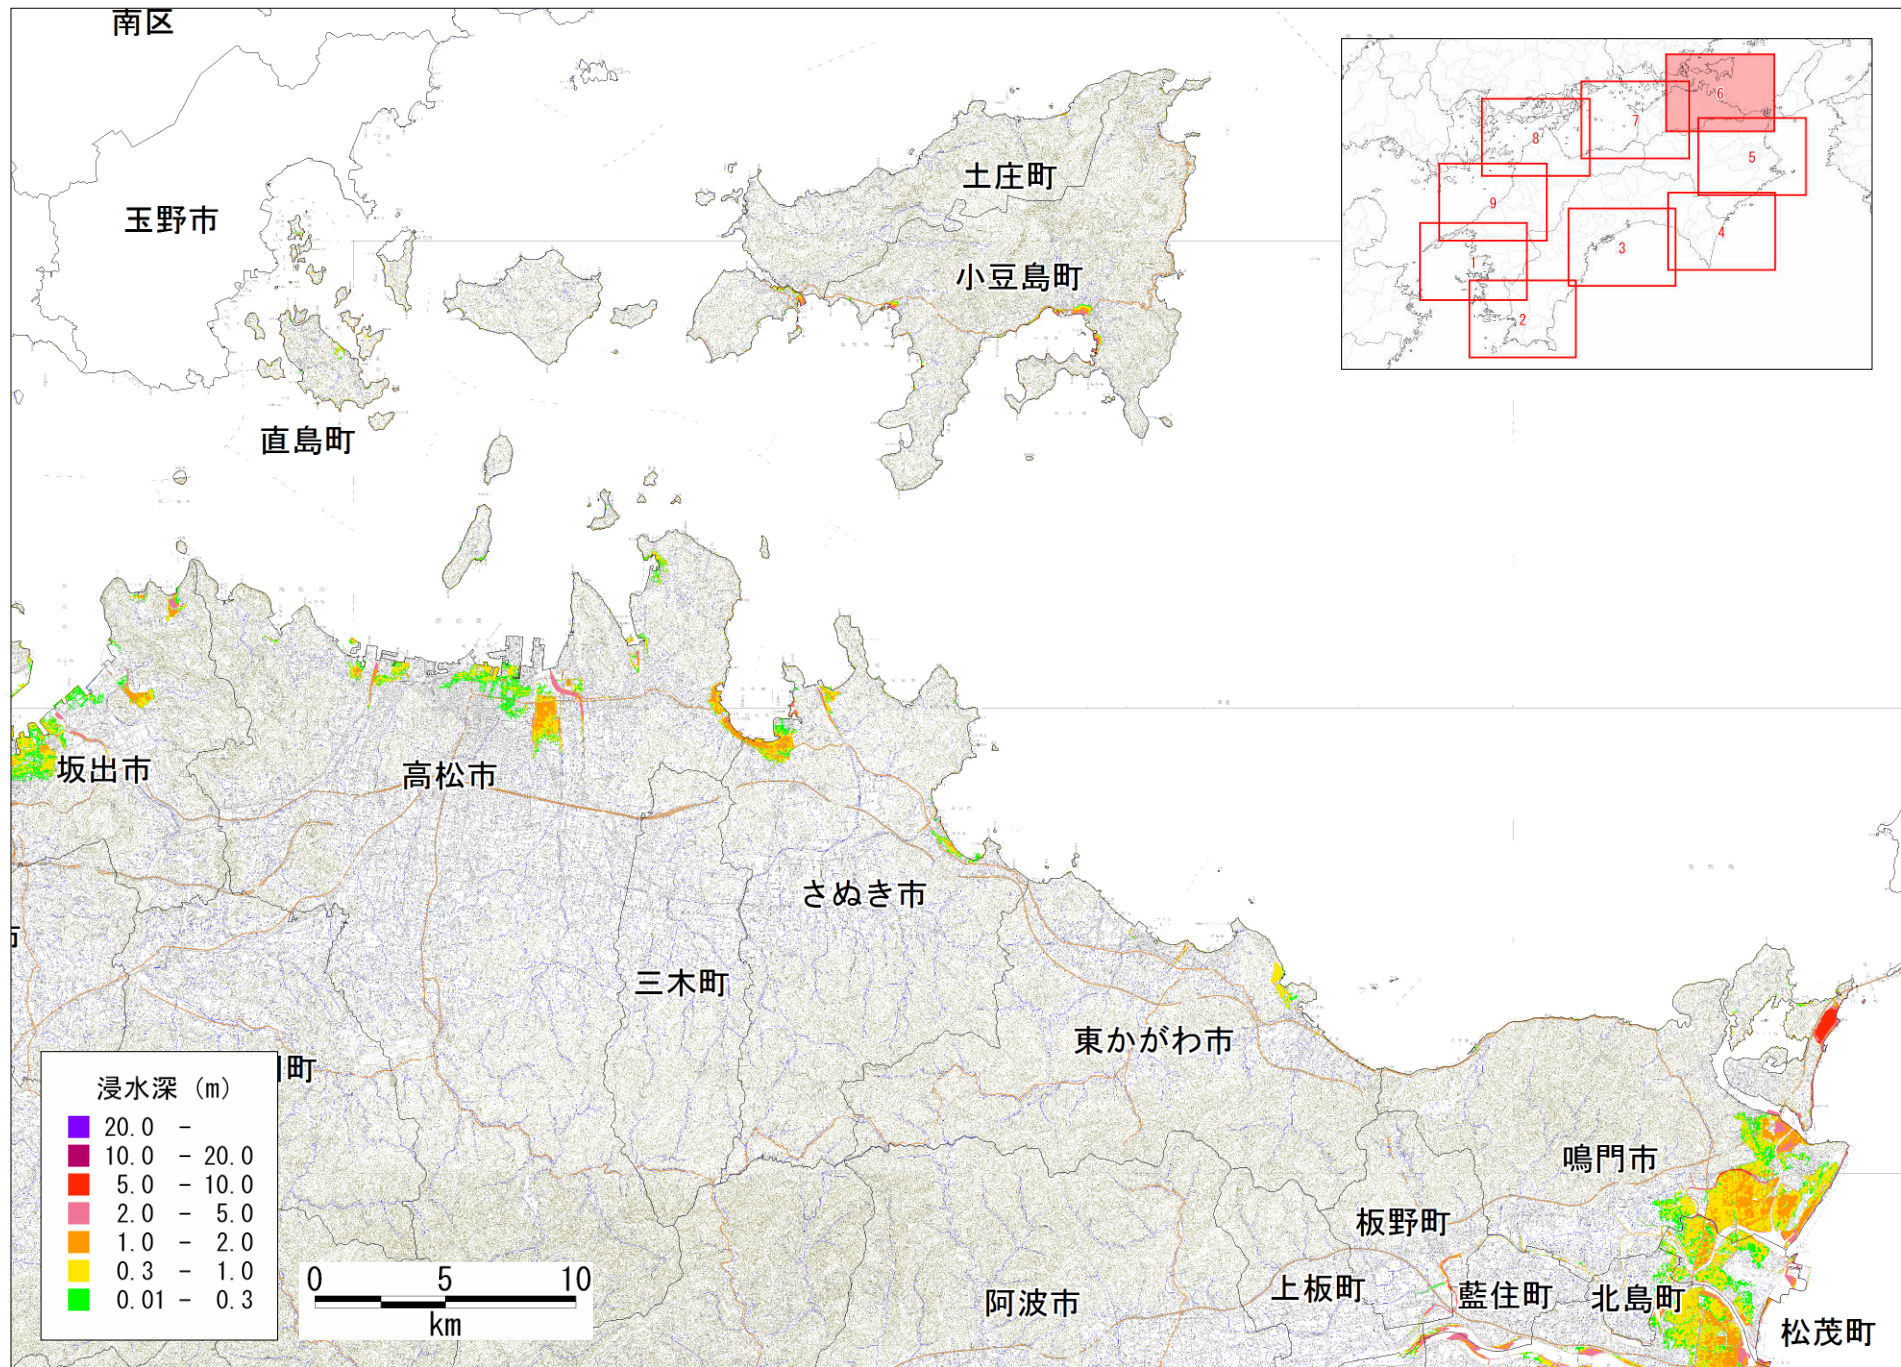 南区
玉野市
土庄町
小豆島町
直島町
坂出市
高松市
さぬき市
三木町
東かがわ市
鳴門市
板野町
上板町
藍住町
北島町
松茂町
阿波市
町
市
8
7
6
5
9
4
3
1
2
浸水深 (m)
20.0 -
10.0 - 20.0
5.0 - 10.0
2.0 - 5.0
1.0 - 2.0
0.3 - 1.0
0.01 - 0.3
0 5 10
km